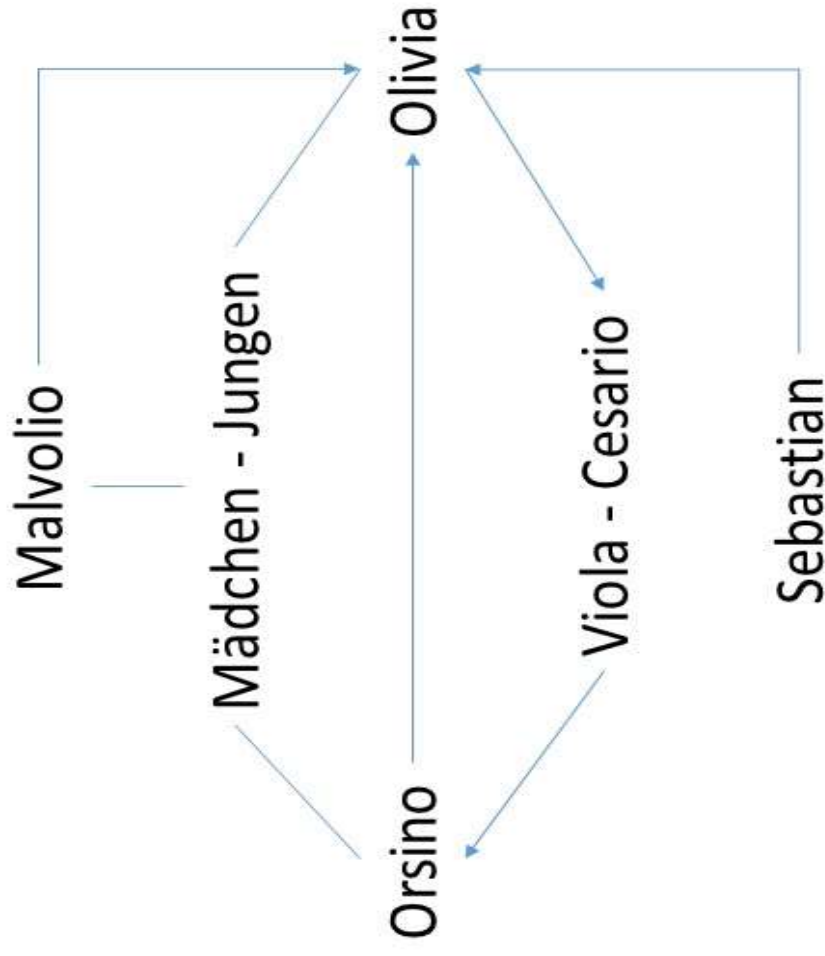 Malvolio
Mädchen - Jungen
Orsino
Olivia
Viola - Cesario
Sebastian